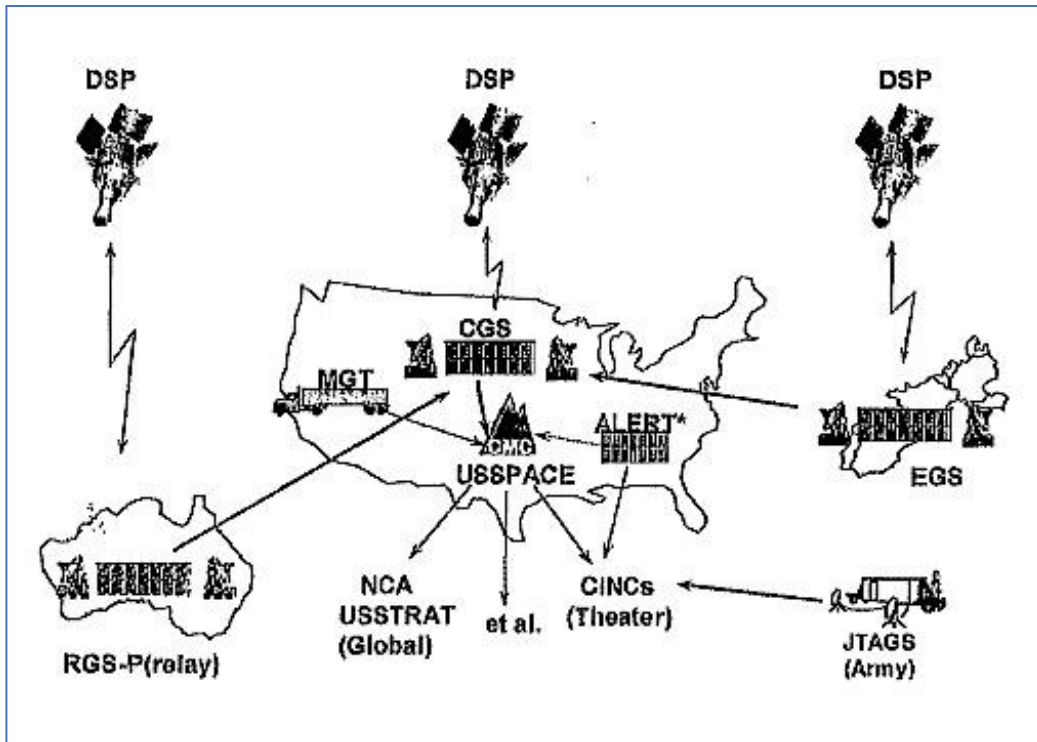 DSP
DSP
DSP
CGS
MGT
ALERT*
CMC
USSPACE
EGS
NCA
USSTRAT
(Global)
et al.
CINCs
(Theater)
JTAGS
(Army)
RGS-P(relay)